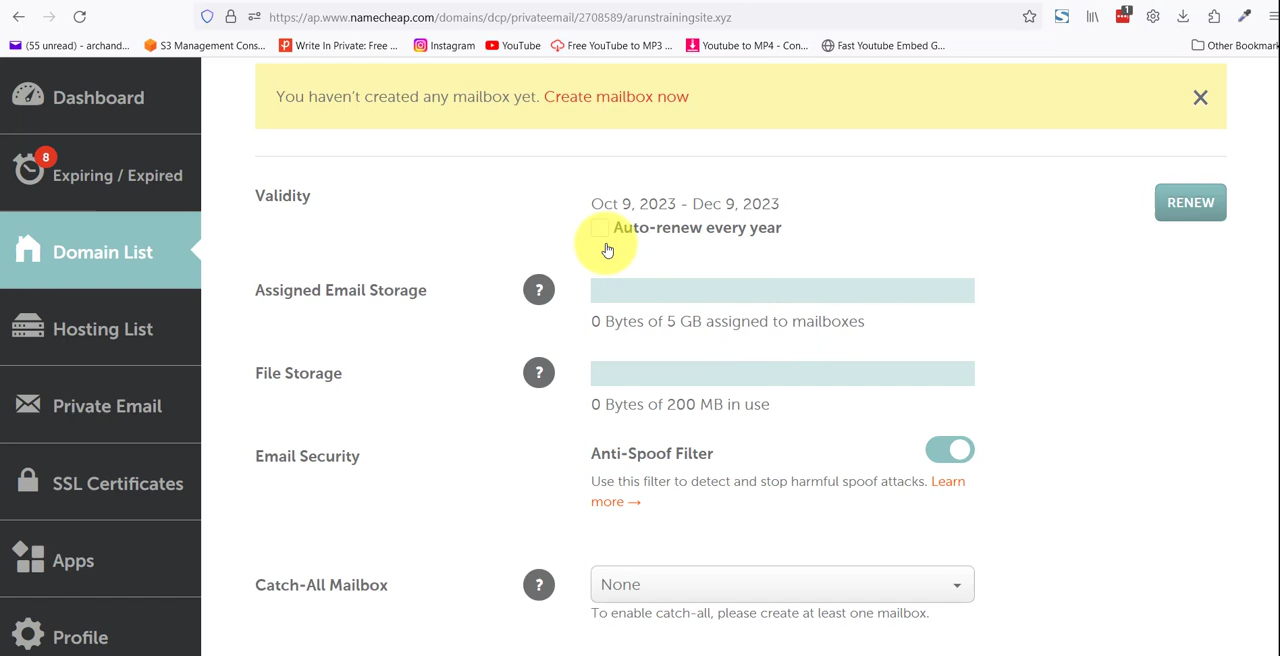 https://ap.www.namecheap.com/domains/dcp/privateemail/2708589/arunstrainingsite.xyz
1
(55 unread) - archand...
S3 Management Cons...
Write In Private: Free ...
Instagram
YouTube
Free YouTube to MP3 ...
Youtube to MP4 - Con...
Fast Youtube Embed G...
Other Bookmark
Dashboard
8
Expiring / Expired
Domain List
Hosting List
Private Email
SSL Certificates
Apps
Profile
You haven't created any mailbox yet. Create mailbox now
Validity
Oct 9, 2023 - Dec 9, 2023
Auto-renew every year
RENEW
Assigned Email Storage
?
0 Bytes of 5 GB assigned to mailboxes
File Storage
?
0 Bytes of 200 MB in use
Email Security
Anti-Spoof Filter
Use this filter to detect and stop harmful spoof attacks. Learn
more →
Catch-All Mailbox
?
None
To enable catch-all, please create at least one mailbox.